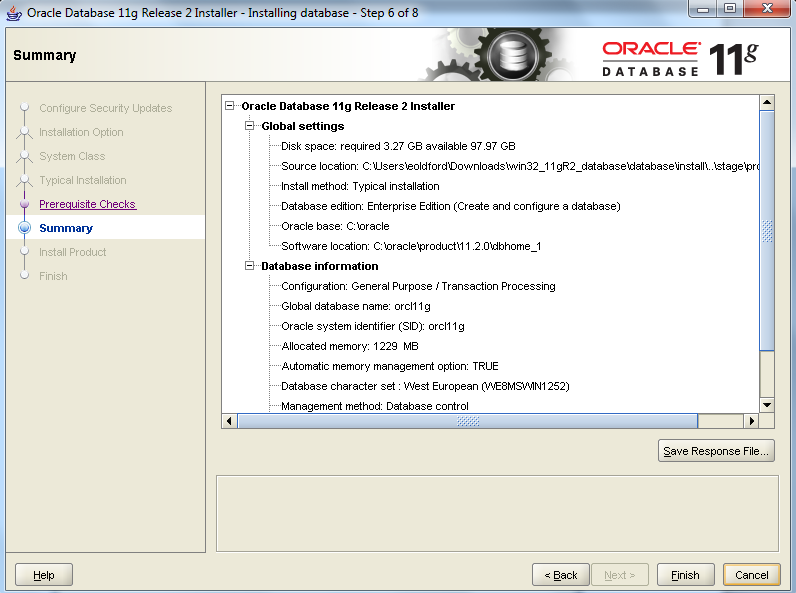 Oracle Database 11g Release 2 Installer - Installing database - Step 6 of 8
Summary
ORACLE
DATABASE
11g
Configure Security Updates
Installation Option
System Class
Typical Installation
Prerequisite Checks
Summary
Install Product
Finish
Oracle Database 11g Release 2 Installer
Global settings
Disk space: required 3.27 GB available 97.97 GB
Source location: C:\Users\eoldford\Downloads\win32_11gR2_database\database\install\..\stage\pro
Install method: Typical installation
Database edition: Enterprise Edition (Create and configure a database)
Oracle base: C:\oracle
Software location: C:\oracle\product\11.2.0\dbhome_1
Database information
Configuration: General Purpose / Transaction Processing
Global database name: orcl11g
Oracle system identifier (SID): orcl11g
Allocated memory: 1229 MB
Automatic memory management option: TRUE
Database character set : West European (WE8MSWIN1252)
Management method: Database control
Save Response File...
Help
< Back
Next >
Finish
Cancel